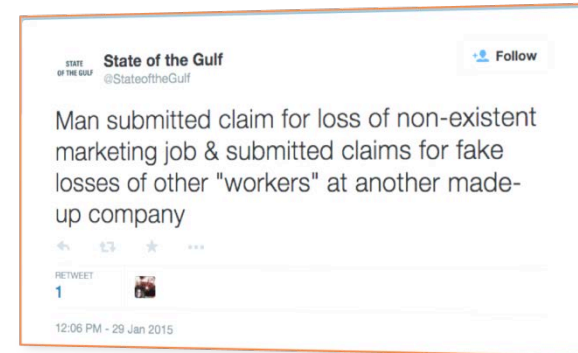 STATE
OF THE GULF
State of the Gulf
@StateoftheGulf
Follow
Man submitted claim for loss of non-existent
marketing job & submitted claims for fake
losses of other "workers" at another made-
up company
RETWEET
1
12:06 PM - 29 Jan 2015